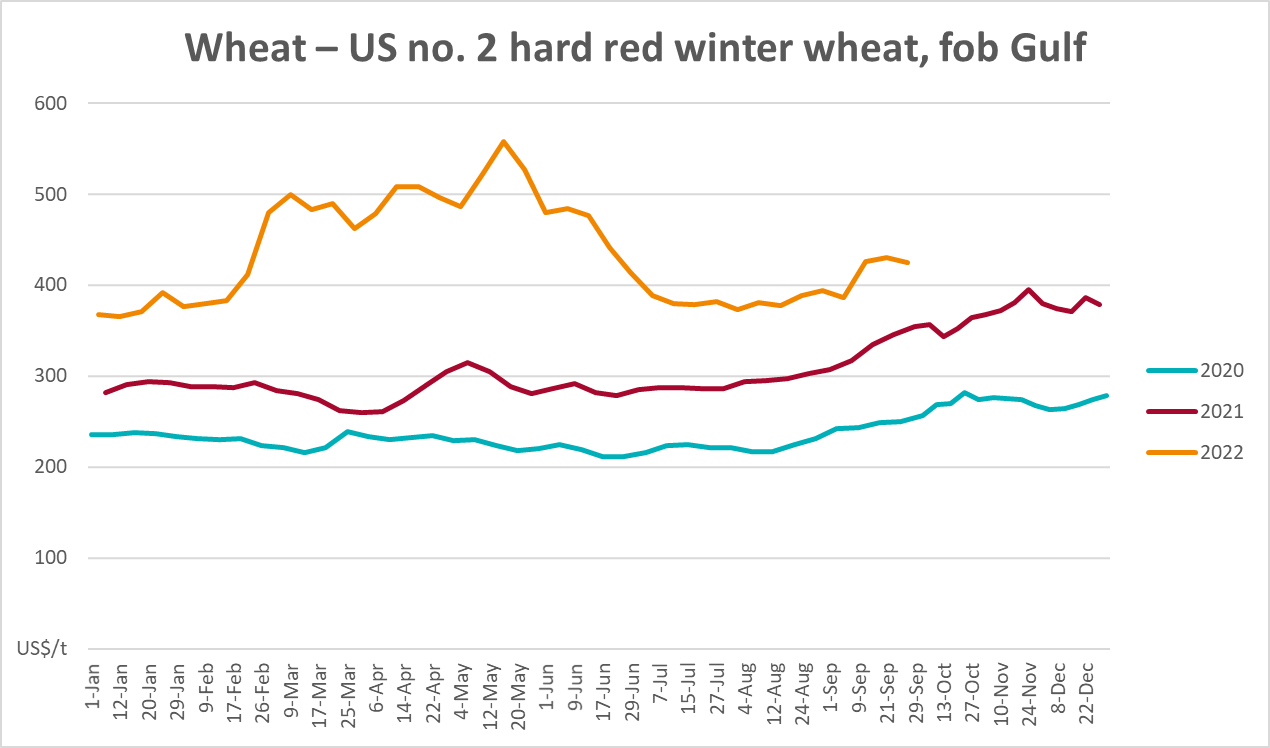 Wheat – US no. 2 hard red winter wheat, fob Gulf
600
500
400
300
200
100
US$/t
2020
2021
2022
1-Jan
12-Jan
20-Jan
29-Jan
9-Feb
17-Feb
26-Feb
9-Mar
17-Mar
25-Mar
6-Apr
14-Apr
22-Apr
4-May
12-May
20-May
1-Jun
9-Jun
17-Jun
29-Jun
7-Jul
15-Jul
27-Jul
4-Aug
12-Aug
24-Aug
1-Sep
9-Sep
21-Sep
29-Sep
13-Oct
27-Oct
10-Nov
24-Nov
8-Dec
22-Dec